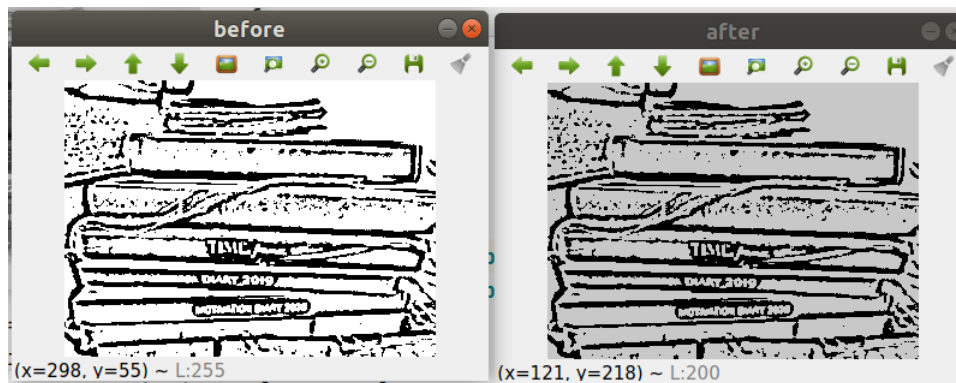 before
after
TIME
DIARY 2019
MOTIVATION DIARY 2019
TIME
DIARY 2019
MOTIVATION DIARY 2019
(x=298, y=55) ~ L:255
(x=121, y=218) ~ L:200